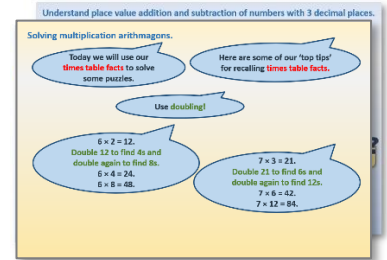 Understand place value addition and subtraction of numbers with 3 decimal places.
Solving multiplication arithmagons.
Today we will use our
times table facts to solve
some puzzles.
Here are some of our 'top tips'
for recalling times table facts.
Use doubling!
6 × 2 = 12.
Double 12 to find 4s and
double again to find 8s.
6 × 4 = 24.
6 × 8 = 48.
7 × 3 = 21.
Double 21 to find 6s and
double again to find 12s.
7 × 6 = 42.
7 × 12 = 84.
?